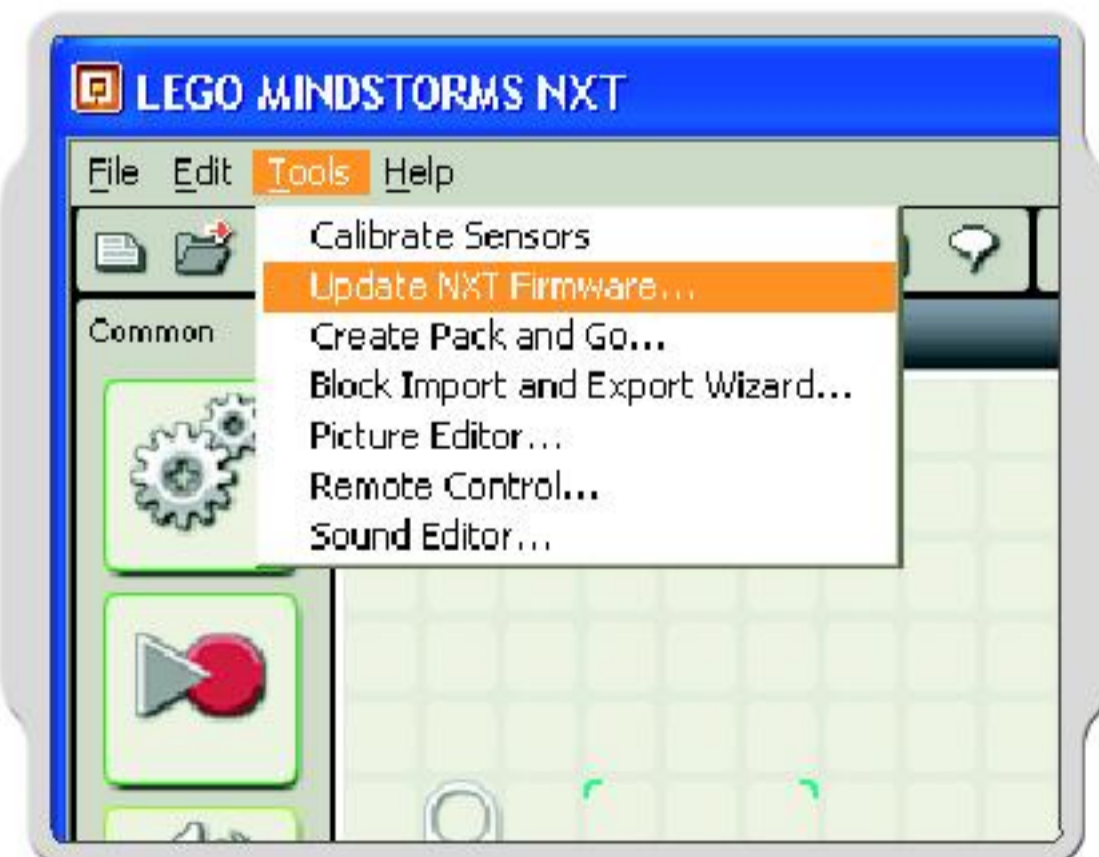 LEGO MINDSTORMS NXT
File Edit Tools Help
Calibrate Sensors
Update NXT Firmware...
Common
Create Pack and Go...
Block Import and Export Wizard...
Picture Editor...
Remote Control...
Sound Editor...